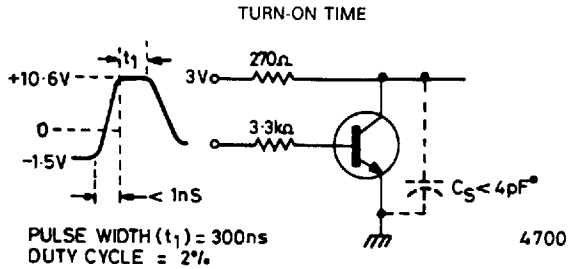 TURN-ON TIME
t1
+10·6V
0
-1.5V
< 1nS
3V
270Ω
3·3kΩ
CS<4pF*
PULSE WIDTH (t1) = 300ns
DUTY CYCLE = 2%
4700